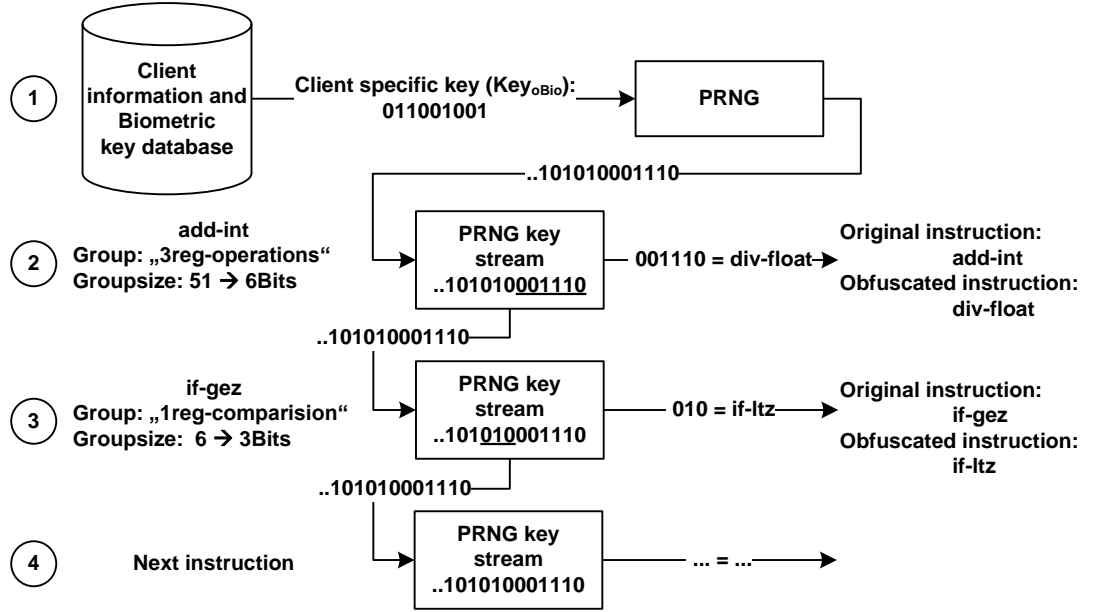 1
Client
information and
Biometric
key database
Client specific key (KeyoBio):
011001001
PRNG
..101010001110
2
add-int
Group: „3reg-operations“
Groupsize: 51 → 6Bits
PRNG key
stream
..101010001110
001110 = div-float
Original instruction:
add-int
Obfuscated instruction:
div-float
..101010001110
3
if-gez
Group: „1reg-comparision“
Groupsize: 6 → 3Bits
PRNG key
stream
..101010001110
010 = if-ltz
Original instruction:
if-gez
Obfuscated instruction:
if-ltz
..101010001110
4
Next instruction
PRNG key
stream
..101010001110
... = ...